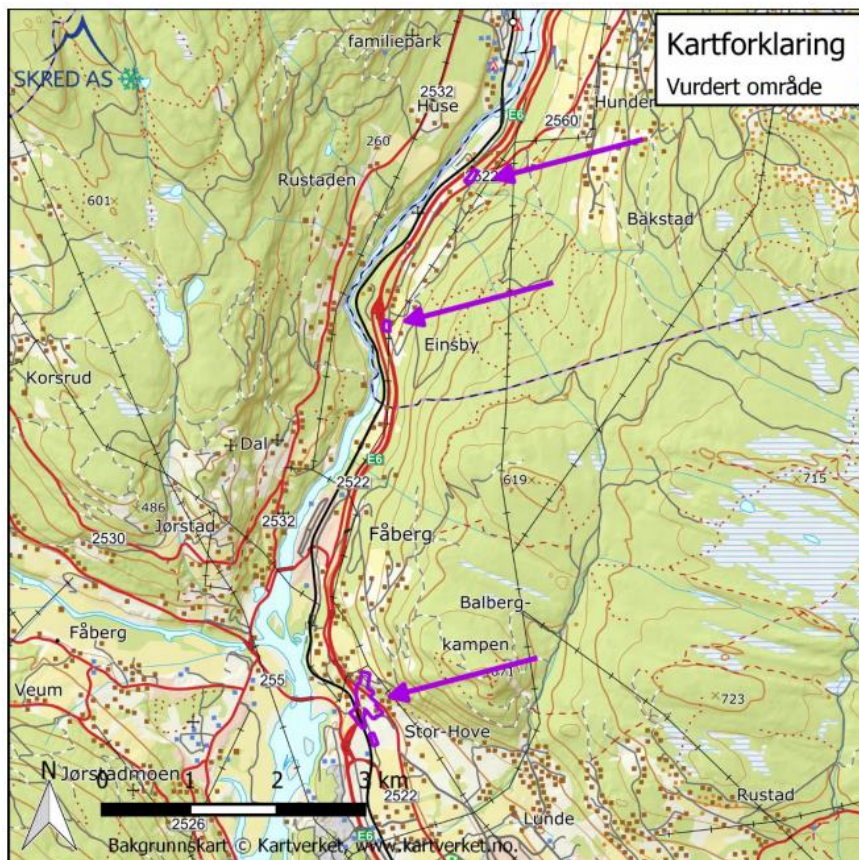 Kartforklaring
Vurdert område
SKRED AS
familiepark
2532
Huse
E6
2560
Hunder
260
2522
Rustaden
601
Bakstad
Einsby
Korsrud
E6
Dal
619
715
2522
486
Jørstad
2532
Fåberg
2530
Balberg-
kampen
Fåberg
671
255
Veum
723
Stor-Hove
N
Jørstadmoen
0 1 2 3 km
2522
Rustad
2526
Lunde
E6
Bakgrunnskart © Kartverket, www.kartverket.no.